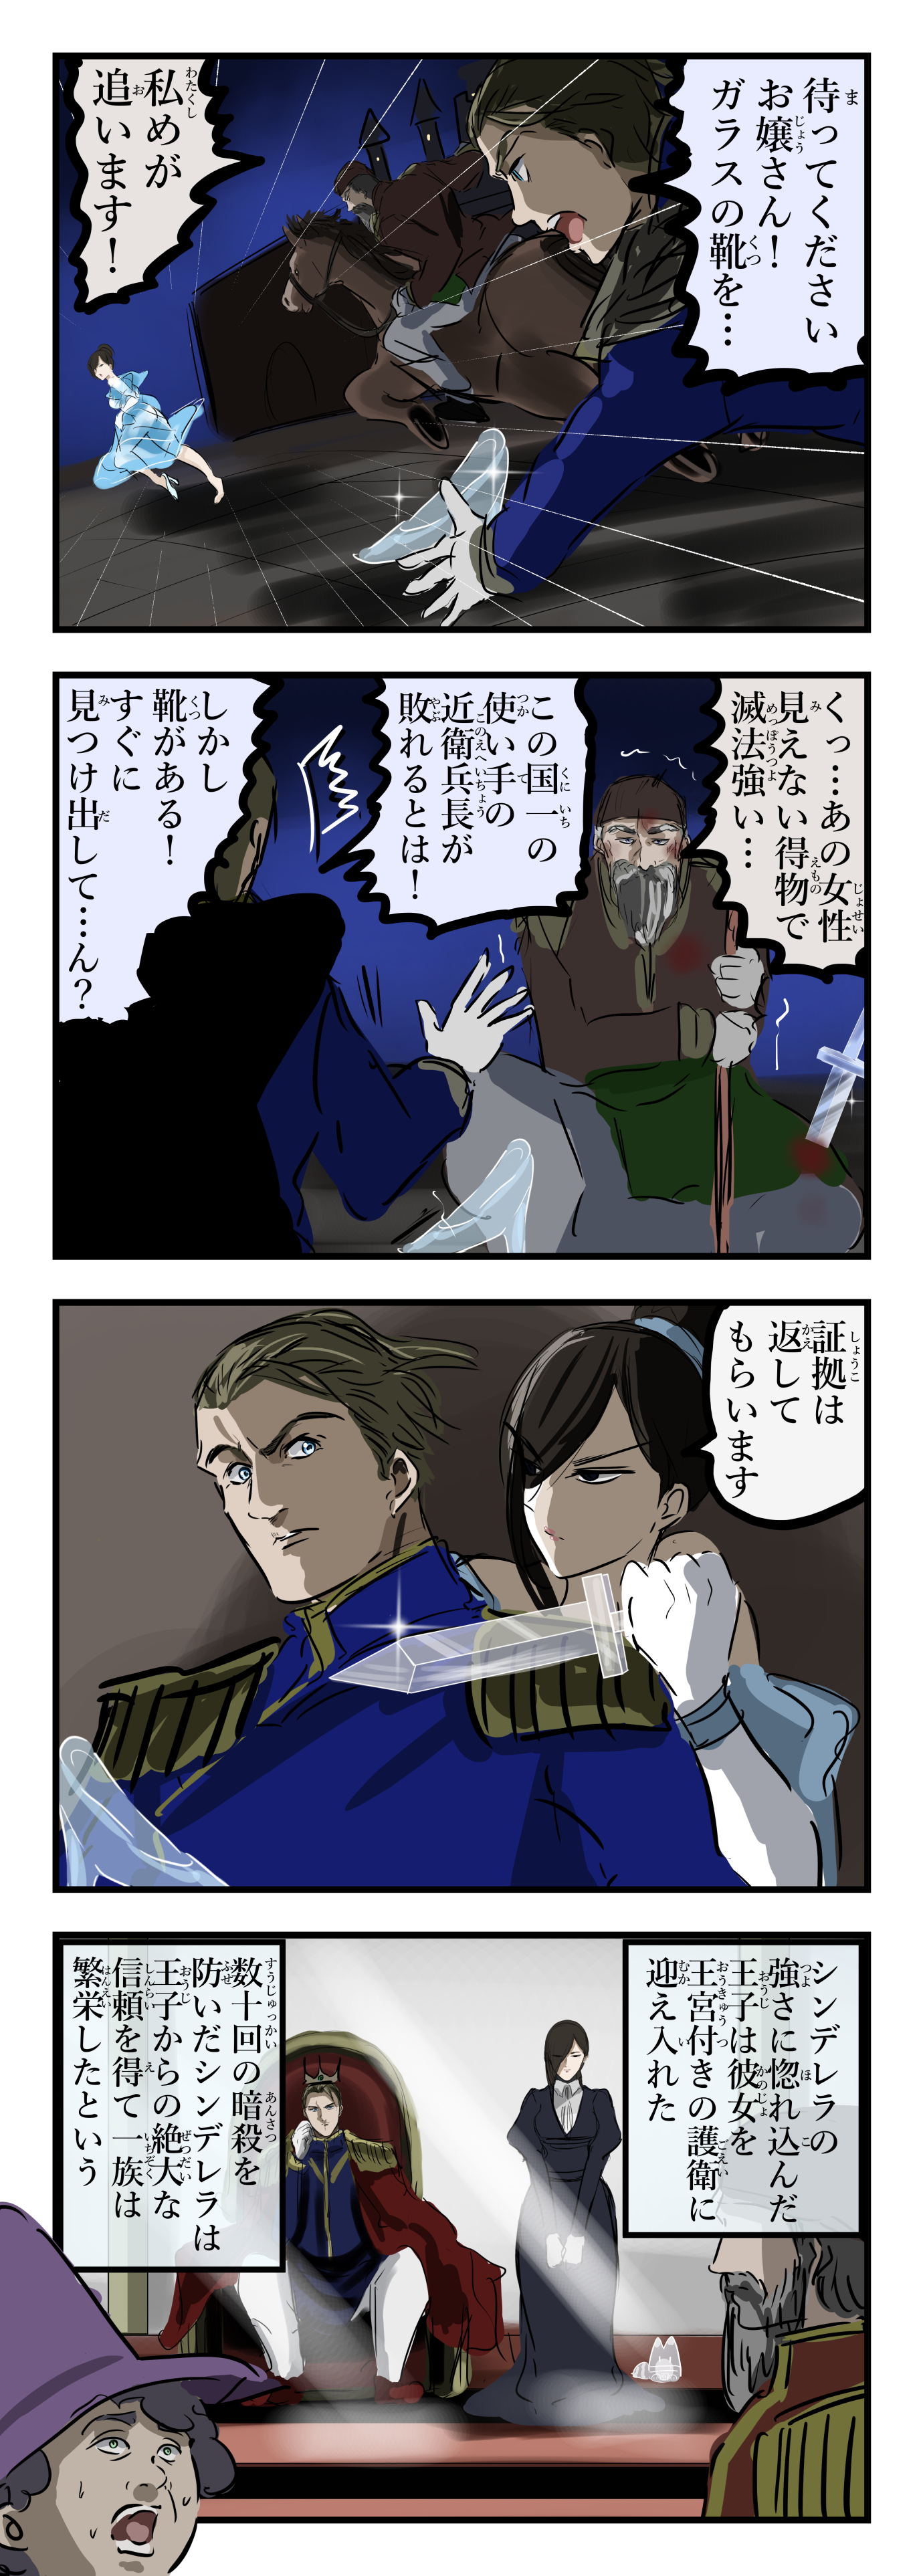 待ってください
お嬢さん！
ガラスの靴を…
私めが
追います！
くっ…あの女性
見えない得物で
滅法強い…
この国一の
使い手の
近衛兵長が
敗れるとは！
しかし
靴がある！
すぐに
見つけ出して…ん？
証拠は
返して
もらいます
シンデレラの
強さに惚れ込んだ
王子は彼女を
王宮付きの護衛に
迎え入れた
数十回の暗殺を
防いだシンデレラは
王子からの絶大な
信頼を得て一族は
繁栄したという